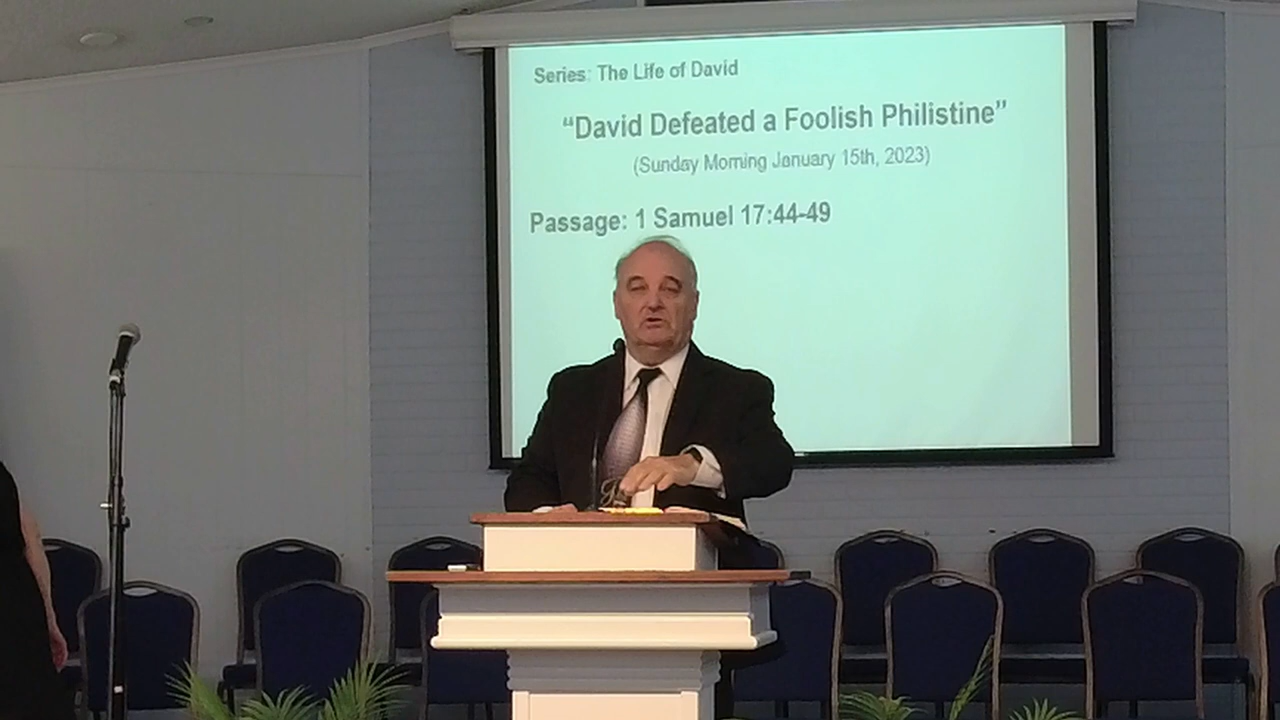 Series: The Life of David
“David Defeated a Foolish Philistine”
(Sunday Morning January 15th, 2023)
Passage: 1 Samuel 17:44-49